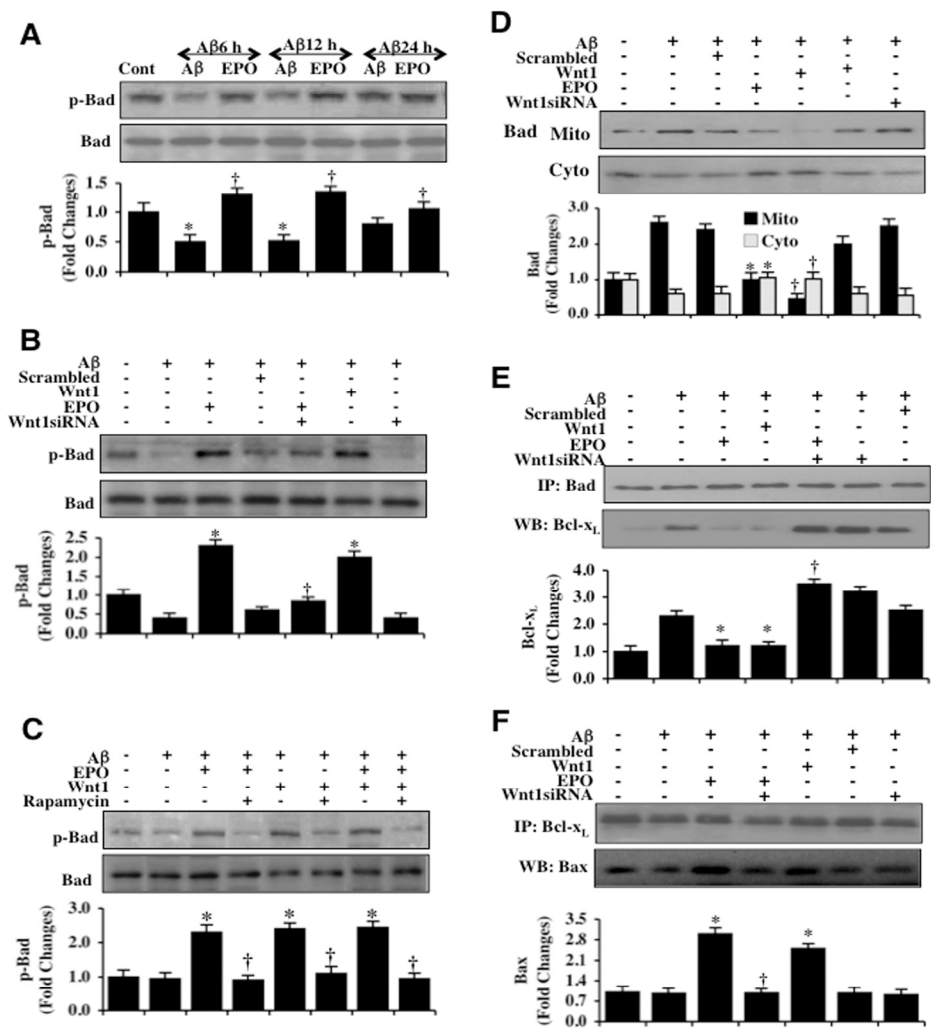 A
Aβ6 h Aβ12 h Aβ24 h
Cont Aβ EPO Aβ EPO Aβ EPO
p-Bad
Bad
p-Bad
(Fold Changes)
1.5
1.0
0.5
0.0
* † * † †
B
Aβ - + + + + + +
Scrambled - - - + - - -
Wnt1 - - - - - + -
EPO - - + - + - -
Wnt1siRNA - - - - + - +
p-Bad
Bad
p-Bad
(Fold Changes)
2.5
2.0
1.5
1.0
0.5
0.0
* † *
C
Aβ - + + + + + + +
EPO - - + + - - + +
Wnt1 - - - - + + + +
Rapamycin - - - + - + - +
p-Bad
Bad
p-Bad
(Fold Changes)
3.0
2.0
1.0
0.0
* † * † * †
D
Aβ - + + + + + +
Scrambled - - + - - - -
Wnt1 - - - - + + -
EPO - - - + - - -
Wnt1siRNA - - - - - - +
Bad Mito
Cyto
Bad
(Fold Changes)
3.0
2.0
1.0
0.0
Mito
Cyto
* * † †
E
Aβ - + + + + + +
Scrambled - - - - - - +
Wnt1 - - - + - - -
EPO - - + - + - -
Wnt1siRNA - - - - + + -
IP: Bad
WB: Bcl-xL
Bcl-xL
(Fold Changes)
4.0
3.0
2.0
1.0
0.0
* * †
F
Aβ - + + + + + +
Scrambled - - - - - + -
Wnt1 - - - - + - -
EPO - - + + - - -
Wnt1siRNA - - - + - - +
IP: Bcl-xL
WB: Bax
Bax
(Fold Changes)
3.5
2.8
2.1
1.4
0.7
0.0
* † *